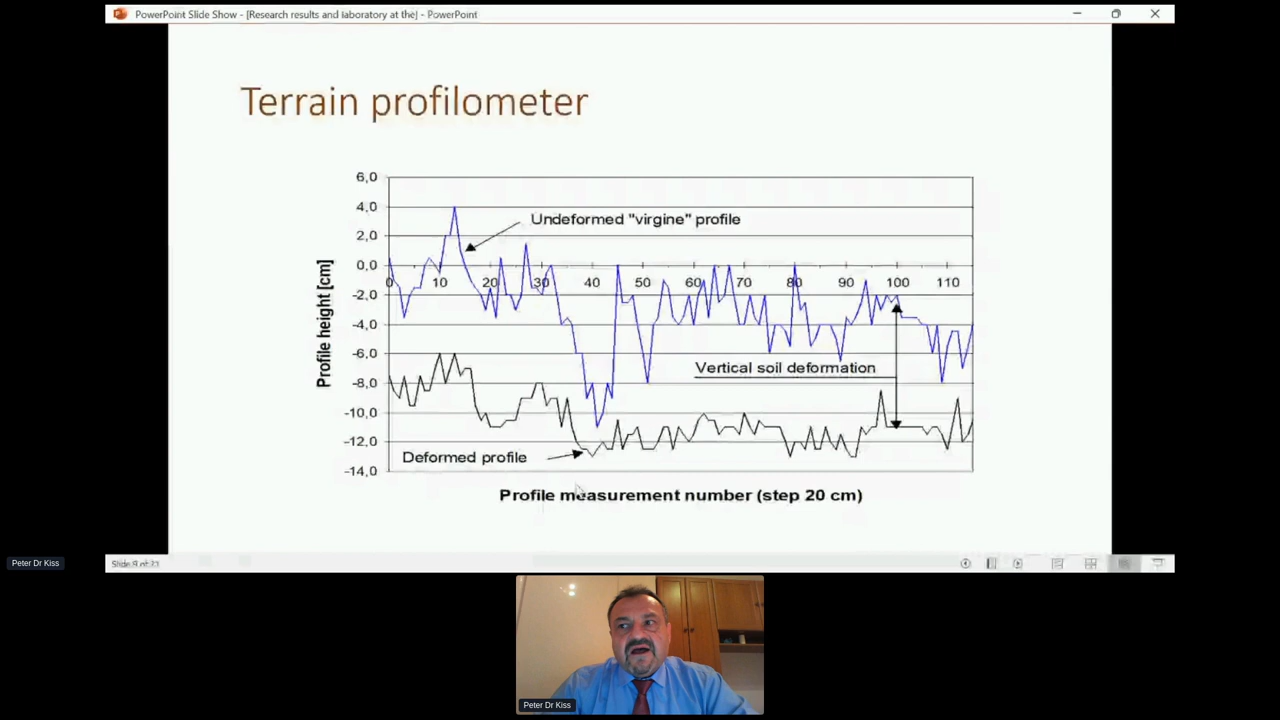 PowerPoint Slide Show - [Research results and laboratory at the] - PowerPoint
Terrain profilometer
6,0
4,0
2,0
0,0
-2,0
-4,0
-6,0
-8,0
-10,0
-12,0
-14,0
Profile height [cm]
Undeformed "virgine" profile
0 10 20 30 40 50 60 70 80 90 100 110
Vertical soil deformation
Deformed profile
Profile measurement number (step 20 cm)
Peter Dr Kiss
Slide 9 of
Peter Dr Kiss